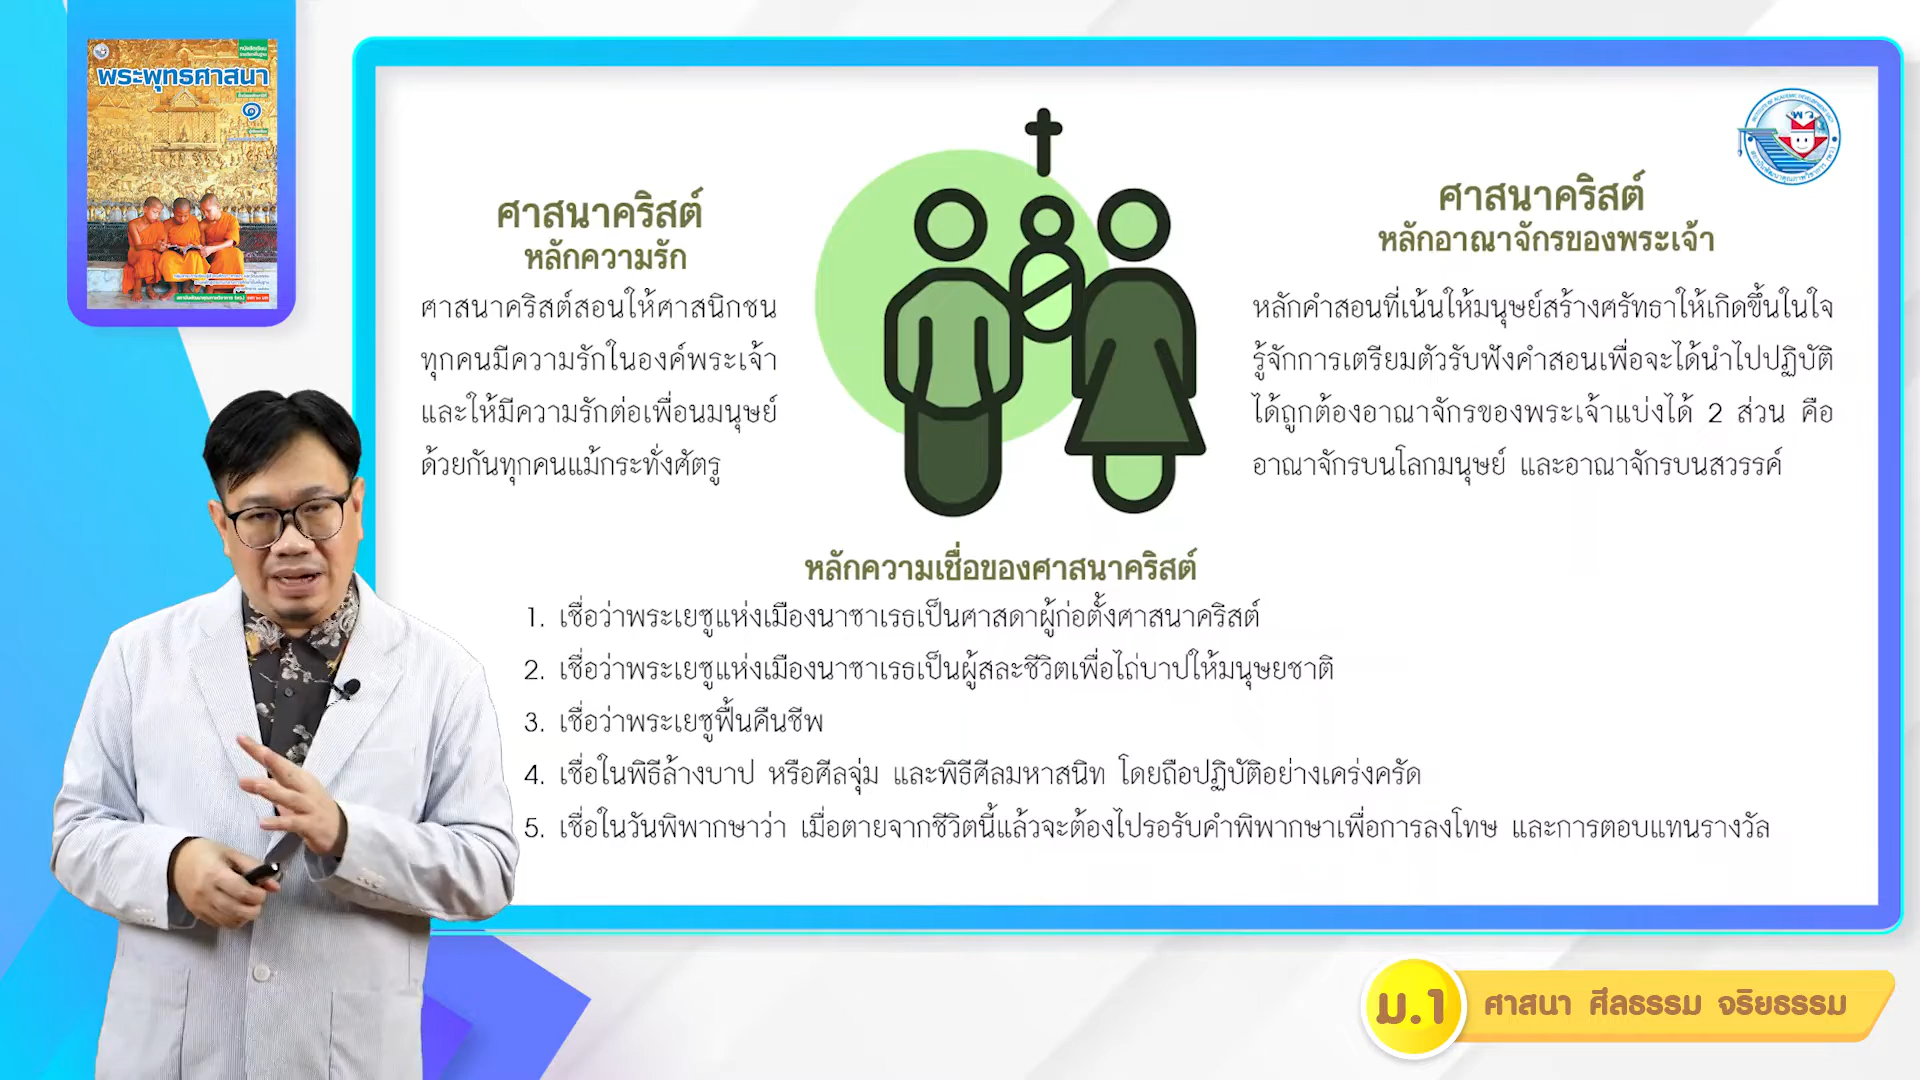 หนังสือเรียน
พระพุทธศาสนา
๑
ศาสนาคริสต์
หลักความรัก
ศาสนาคริสต์สอนให้ศาสนิกชน
ทุกคนมีความรักในองค์พระเจ้า
และให้มีความรักต่อเพื่อนมนุษย์
ด้วยกันทุกคนแม้กระทั่งศัตรู
พว
ศาสนาคริสต์
หลักอาณาจักรของพระเจ้า
หลักคำสอนที่เน้นให้มนุษย์สร้างศรัทธาให้เกิดขึ้นในใจ
รู้จักการเตรียมตัวรับฟังคำสอนเพื่อจะได้นำไปปฏิบัติ
ได้ถูกต้องอาณาจักรของพระเจ้าแบ่งได้ 2 ส่วน คือ
อาณาจักรบนโลกมนุษย์ และอาณาจักรบนสวรรค์
หลักความเชื่อของศาสนาคริสต์
1. เชื่อว่าพระเยซูแห่งเมืองนาซาเรธเป็นศาสดาผู้ก่อตั้งศาสนาคริสต์
2. เชื่อว่าพระเยซูแห่งเมืองนาซาเรธเป็นผู้สละชีวิตเพื่อไถ่บาปให้มนุษยชาติ
3. เชื่อว่าพระเยซูฟื้นคืนชีพ
4. เชื่อในพิธีล้างบาป หรือศีลจุ่ม และพิธีศีลมหาสนิท โดยถือปฏิบัติอย่างเคร่งครัด
5. เชื่อในวันพิพากษาว่า เมื่อตายจากชีวิตนี้แล้วจะต้องไปรอรับคำพิพากษาเพื่อการลงโทษ และการตอบแทนรางวัล
ม.1 ศาสนา ศีลธรรม จริยธรรม